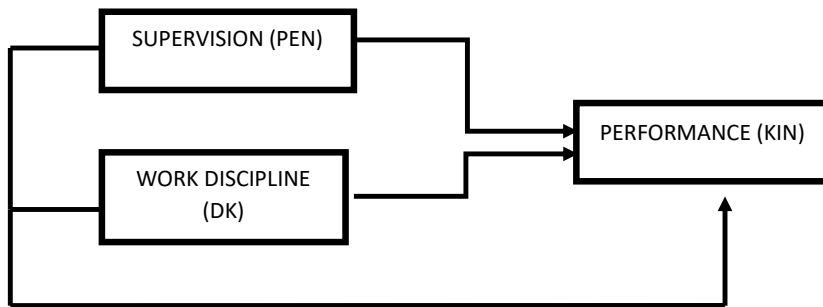 SUPERVISION (PEN)
PERFORMANCE (KIN)
WORK DISCIPLINE
(DK)